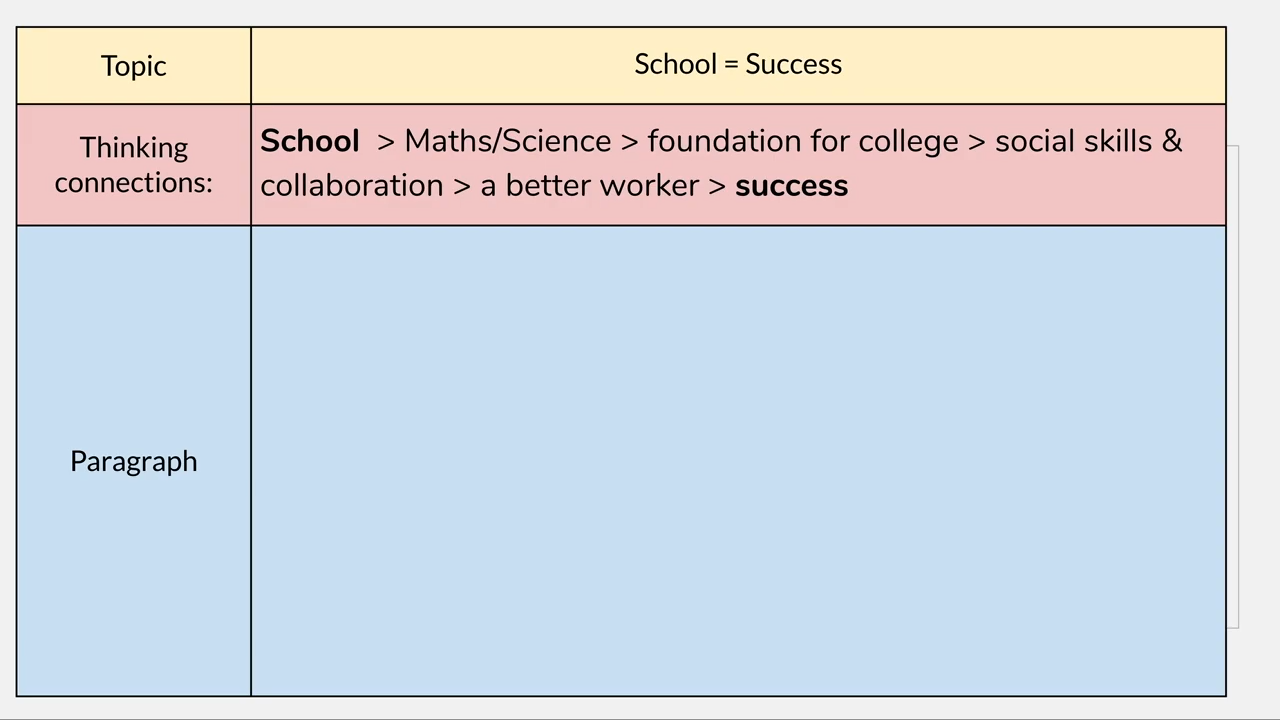 Topic
School = Success
Thinking
connections:
School > Maths/Science > foundation for college > social skills &
collaboration > a better worker > success
Paragraph